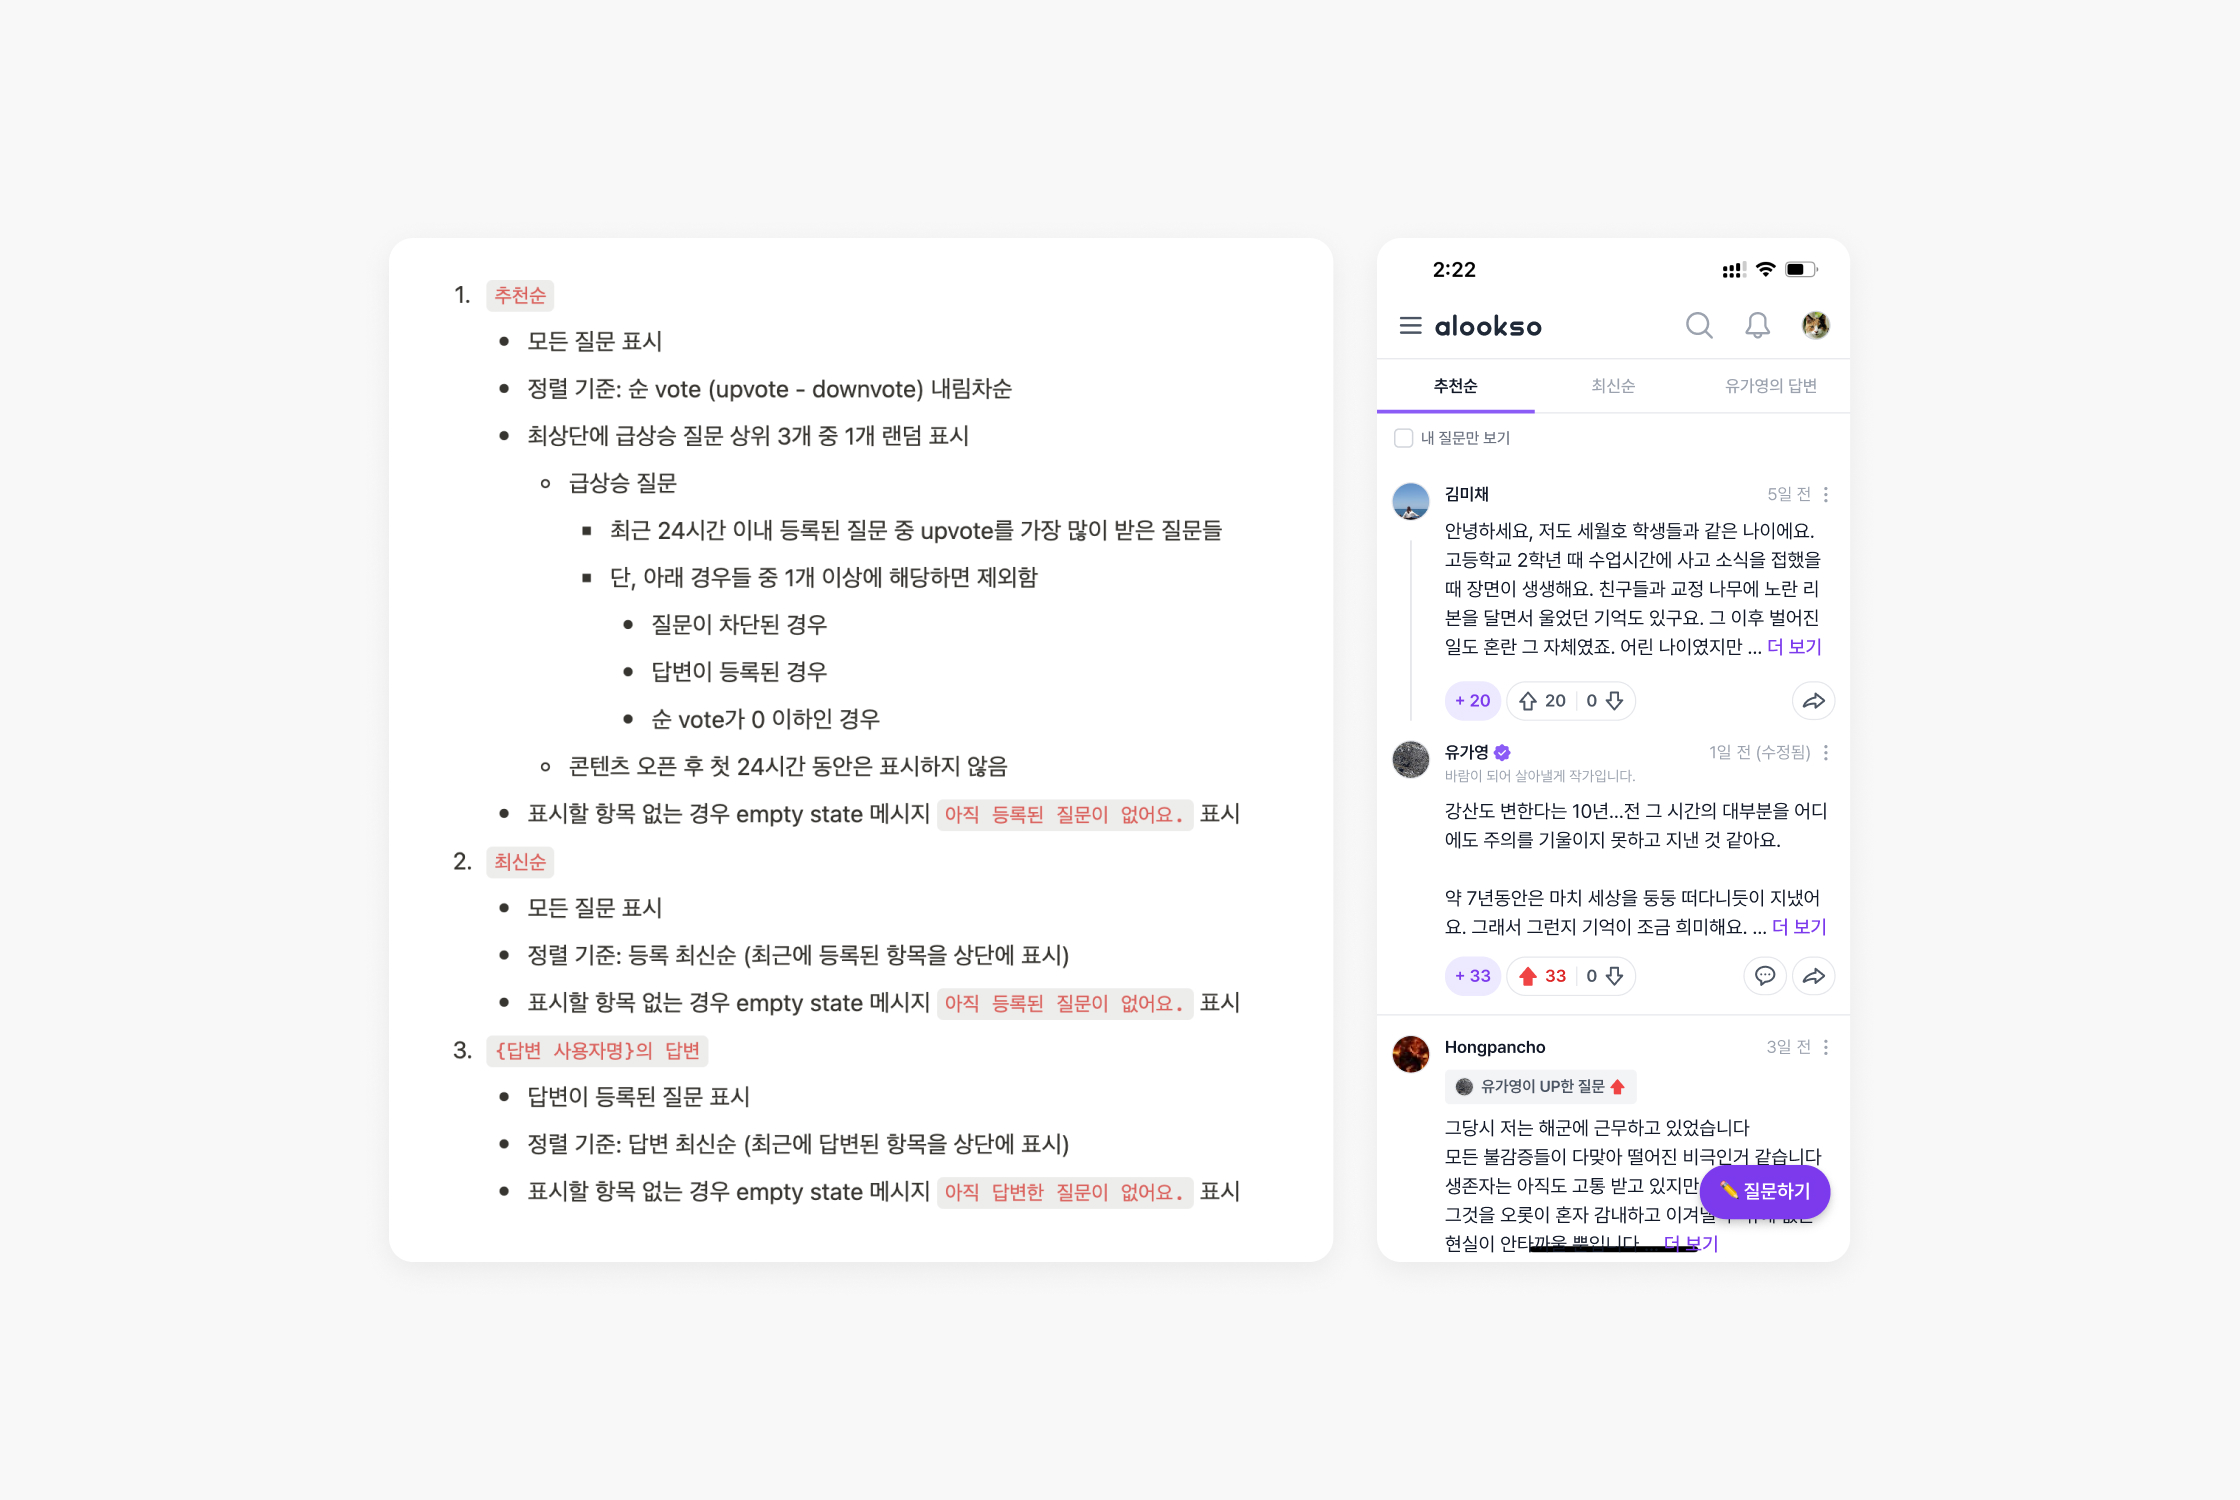 1. 추천순
모든 질문 표시
정렬 기준: 순 vote (upvote - downvote) 내림차순
최상단에 급상승 질문 상위 3개 중 1개 랜덤 표시
급상승 질문
최근 24시간 이내 등록된 질문 중 upvote를 가장 많이 받은 질문들
단, 아래 경우들 중 1개 이상에 해당하면 제외함
질문이 차단된 경우
답변이 등록된 경우
순 vote가 0 이하인 경우
콘텐츠 오픈 후 첫 24시간 동안은 표시하지 않음
표시할 항목 없는 경우 empty state 메시지 아직 등록된 질문이 없어요. 표시
2. 최신순
모든 질문 표시
정렬 기준: 등록 최신순 (최근에 등록된 항목을 상단에 표시)
표시할 항목 없는 경우 empty state 메시지 아직 등록된 질문이 없어요. 표시
3. {답변 사용자명}의 답변
답변이 등록된 질문 표시
정렬 기준: 답변 최신순 (최근에 답변된 항목을 상단에 표시)
표시할 항목 없는 경우 empty state 메시지 아직 답변한 질문이 없어요. 표시
2:22
alookso
추천순 최신순 유가영의 답변
내 질문만 보기
김미채 5일 전
안녕하세요, 저도 세월호 학생들과 같은 나이에요.
고등학교 2학년 때 수업시간에 사고 소식을 접했을
때 장면이 생생해요. 친구들과 교정 나무에 노란 리
본을 달면서 울었던 기억도 있구요. 그 이후 벌어진
일도 혼란 그 자체였죠. 어린 나이였지만 ... 더 보기
+ 20 20 0
유가영 1일 전 (수정됨)
바람이 되어 살아낼게 작가입니다.
강산도 변한다는 10년...전 그 시간의 대부분을 어디
에도 주의를 기울이지 못하고 지낸 것 같아요.
약 7년동안은 마치 세상을 둥둥 떠다니듯이 지냈어
요. 그래서 그런지 기억이 조금 희미해요. ... 더 보기
+ 33 33 0
Hongpancho 3일 전
유가영이 UP한 질문
그당시 저는 해군에 근무하고 있었습니다
모든 불감증들이 다맞아 떨어진 비극인거 같습니다
생존자는 아직도 고통 받고 있지만
그것을 오롯이 혼자 감내하고 이겨낼
현실이 안타까울 뿐입니다 ... 더 보기
질문하기